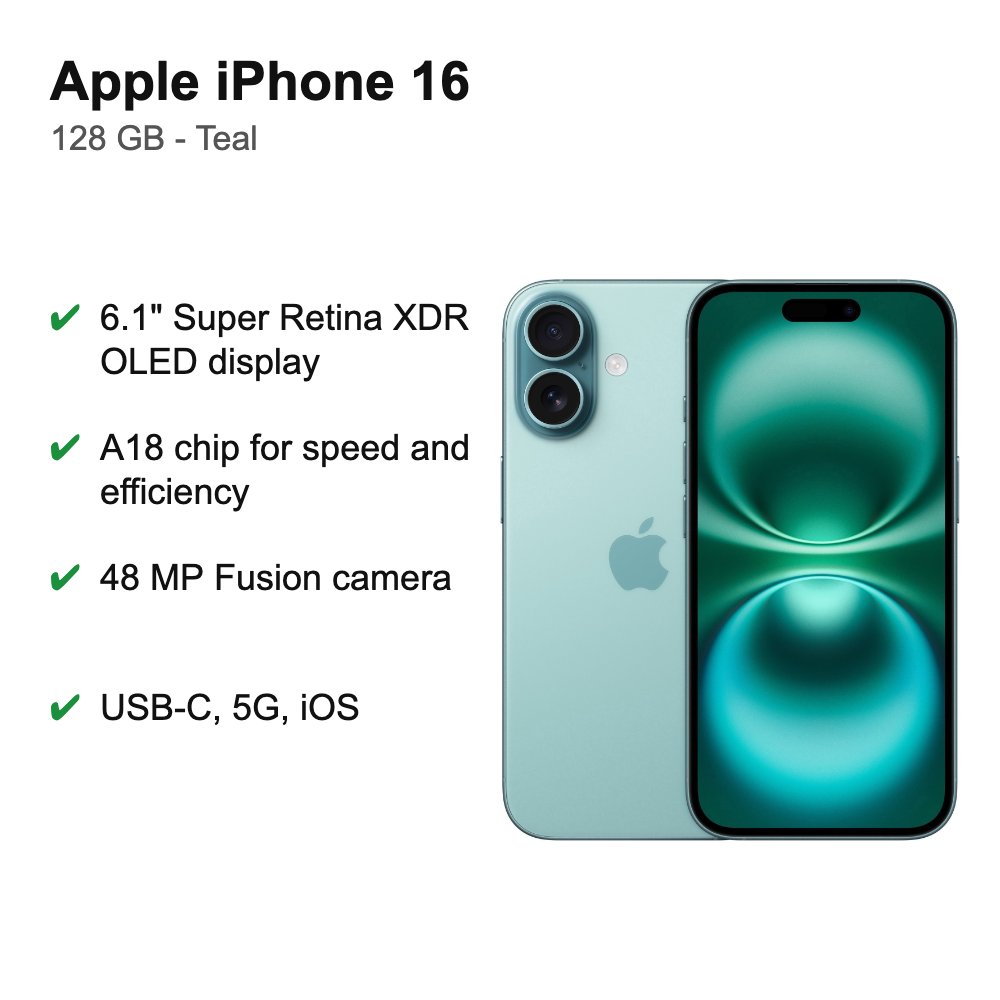 Apple iPhone 16
128 GB - Teal
✔ 6.1" Super Retina XDR
OLED display
✔ A18 chip for speed and
efficiency
✔ 48 MP Fusion camera
✔ USB-C, 5G, iOS